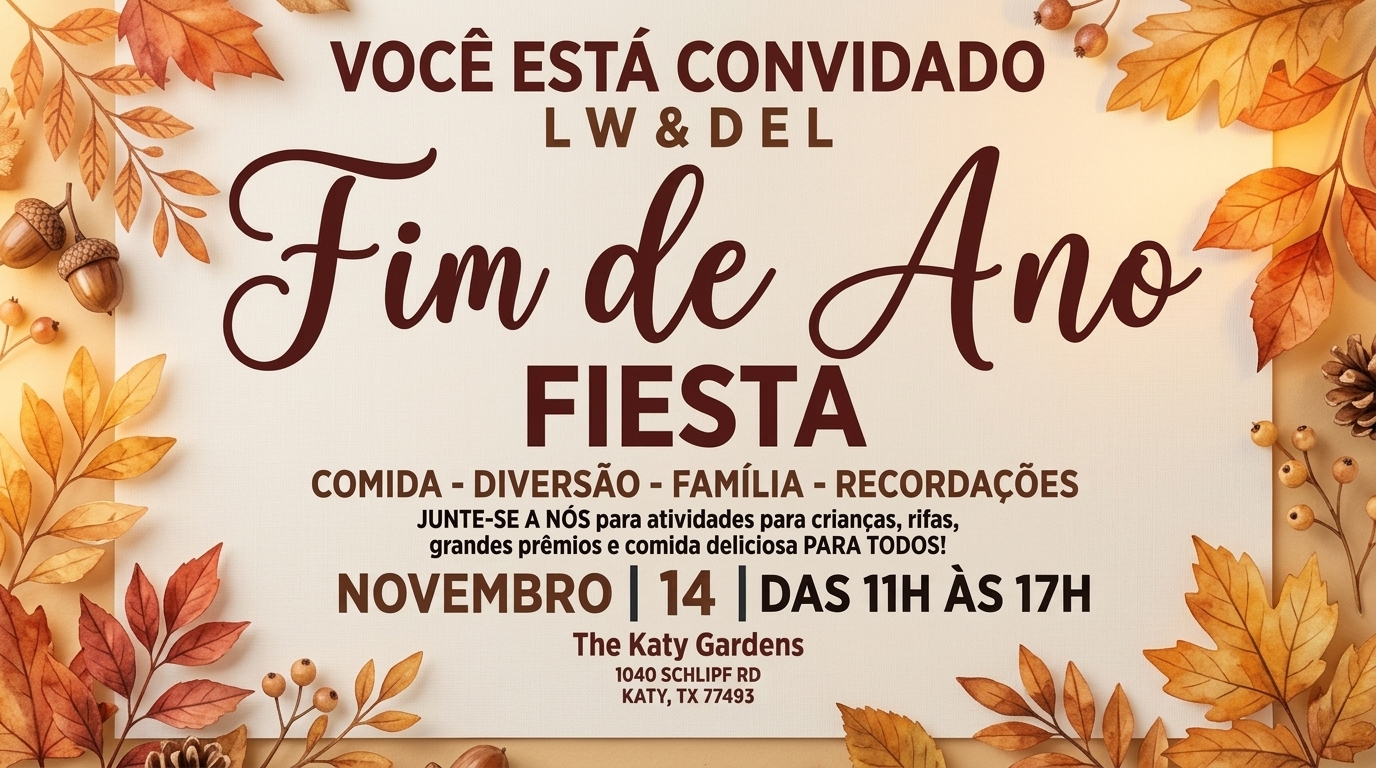 VOCÊ ESTÁ CONVIDADO
LW & DEL
Fim de Ano
FIESTA
COMIDA - DIVERSÃO - FAMÍLIA - RECORDAÇÕES
JUNTE-SE A NÓS para atividades para crianças, rifas,
grandes prêmios e comida deliciosa PARA TODOS!
NOVEMBRO | 14 | DAS 11H ÀS 17H
The Katy Gardens
1040 SCHLIPF RD
KATY, TX 77493